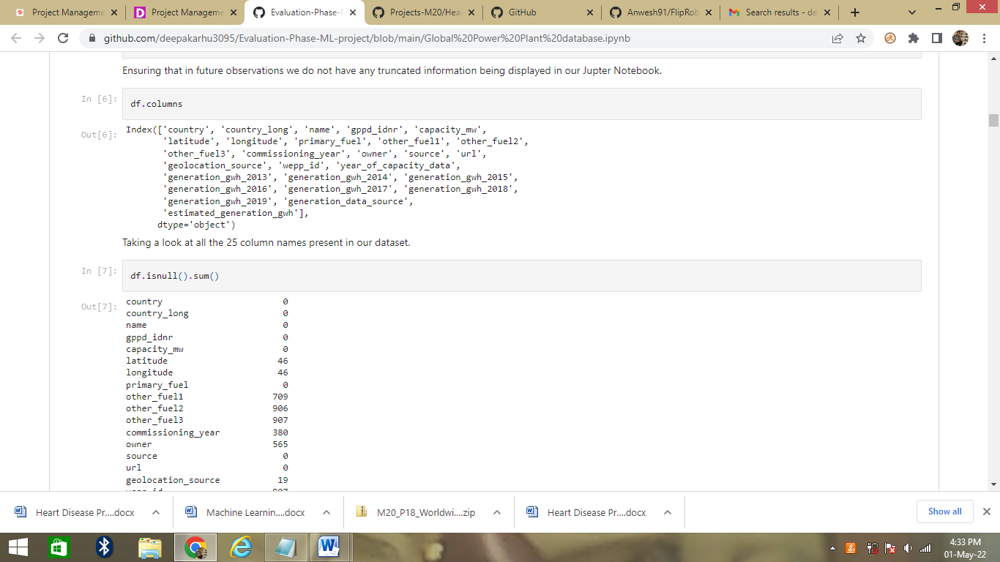 Project Manageme
Project Manageme
Evaluation-Phase-
Projects-M20/Hea
GitHub
Anwesh91/FlipRob
Search results - de
github.com/deepakarhu3095/Evaluation-Phase-ML-project/blob/main/Global%20Power%20Plant%20database.ipynb
Ensuring that in future observations we do not have any truncated information being displayed in our Jupter Notebook.
In [6]:
df.columns
Out[6]:
Index(['country', 'country_long', 'name', 'gppd_idnr', 'capacity_mw',
'latitude', 'longitude', 'primary_fuel', 'other_fuel1', 'other_fuel2',
'other_fuel3', 'commissioning_year', 'owner', 'source', 'url',
'geolocation_source', 'wepp_id', 'year_of_capacity_data',
'generation_gwh_2013', 'generation_gwh_2014', 'generation_gwh_2015',
'generation_gwh_2016', 'generation_gwh_2017', 'generation_gwh_2018',
'generation_gwh_2019', 'generation_data_source',
'estimated_generation_gwh'],
dtype='object')
Taking a look at all the 25 column names present in our dataset.
In [7]:
df.isnull().sum()
Out[7]:
country 0
country_long 0
name 0
gppd_idnr 0
capacity_mw 0
latitude 46
longitude 46
primary_fuel 0
other_fuel1 709
other_fuel2 906
other_fuel3 907
commissioning_year 380
owner 565
source 0
url 0
geolocation_source 19
wepp_id 907
Heart Disease Pr....docx
Machine Learnin....docx
M20_P18_Worldwi....zip
Heart Disease Pr....docx
Show all
4:33 PM
01-May-22